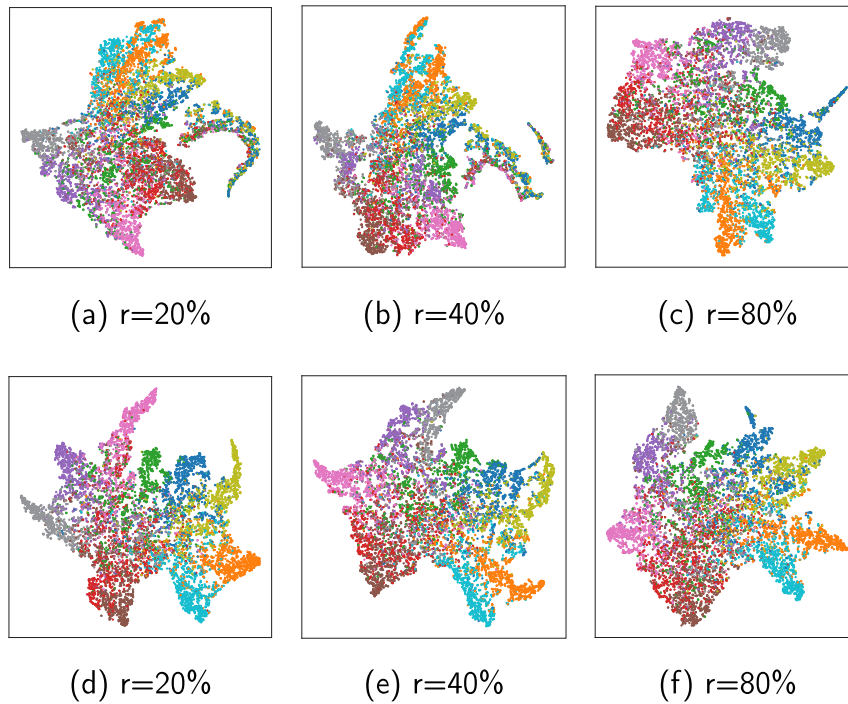 (a) r=20%
(b) r=40%
(c) r=80%
(d) r=20%
(e) r=40%
(f) r=80%